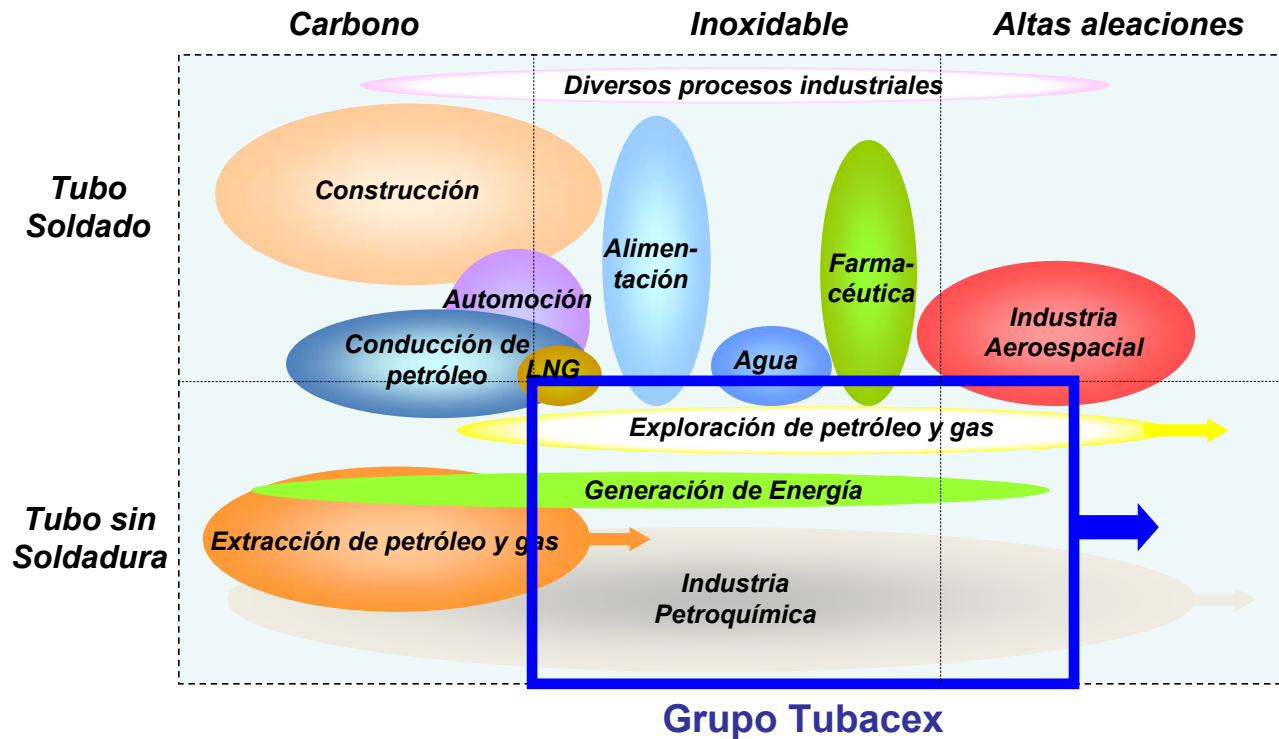 Carbono
Inoxidable
Altas aleaciones
Diversos procesos industriales
Tubo
Soldado
Construcción
Alimen-
tación
Farma-
céutica
Automoción
Industria
Aeroespacial
Conducción de
petróleo
LNG
Agua
Exploración de petróleo y gas
Generación de Energía
Tubo sin
Soldadura
Extracción de petróleo y gas
Industria
Petroquímica
Grupo Tubacex